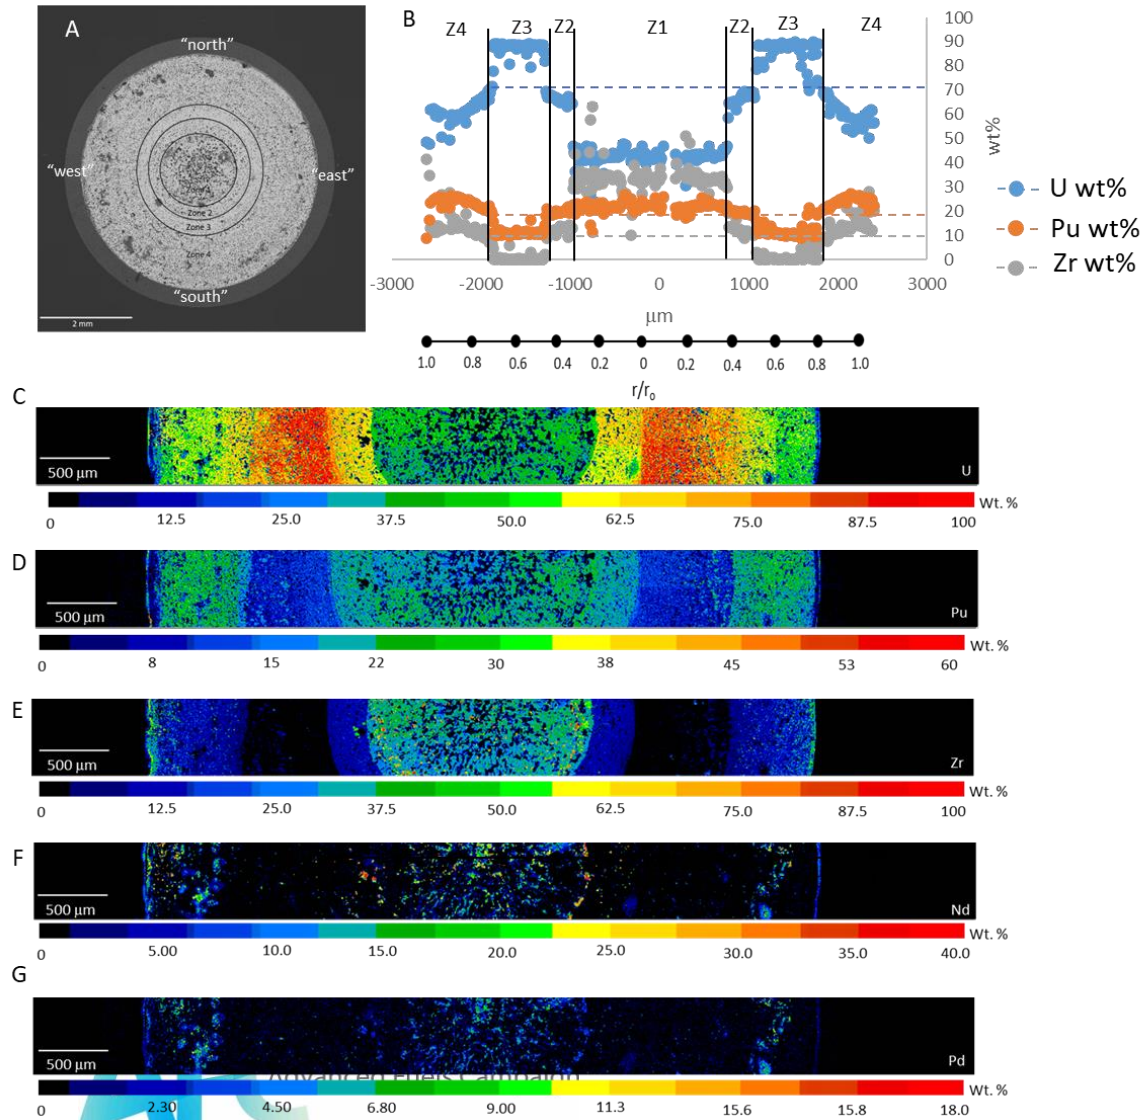 A
"north"
"west"
"east"
Zone 2
Zone 3
Zone 4
"south"
2 mm
B
Z4 Z3 Z2 Z1 Z2 Z3 Z4
100
90
80
70
60
50
40
30
20
10
0
wt%
-3000 -2000 -1000 0 1000 2000 3000
µm
U wt%
Pu wt%
Zr wt%
1.0 0.8 0.6 0.4 0.2 0 0.2 0.4 0.6 0.8 1.0
r/r₀
C
500 µm
U
0 12.5 25.0 37.5 50.0 62.5 75.0 87.5 100 Wt. %
D
500 µm
Pu
0 8 15 22 30 38 45 53 60 Wt. %
E
500 µm
Zr
0 12.5 25.0 37.5 50.0 62.5 75.0 87.5 100 Wt. %
F
500 µm
Nd
0 5.00 10.0 15.0 20.0 25.0 30.0 35.0 40.0 Wt. %
G
500 µm
Pd
Advanced Fuels Campaign
0 2.30 4.50 6.80 9.00 11.3 15.6 15.8 18.0 Wt. %